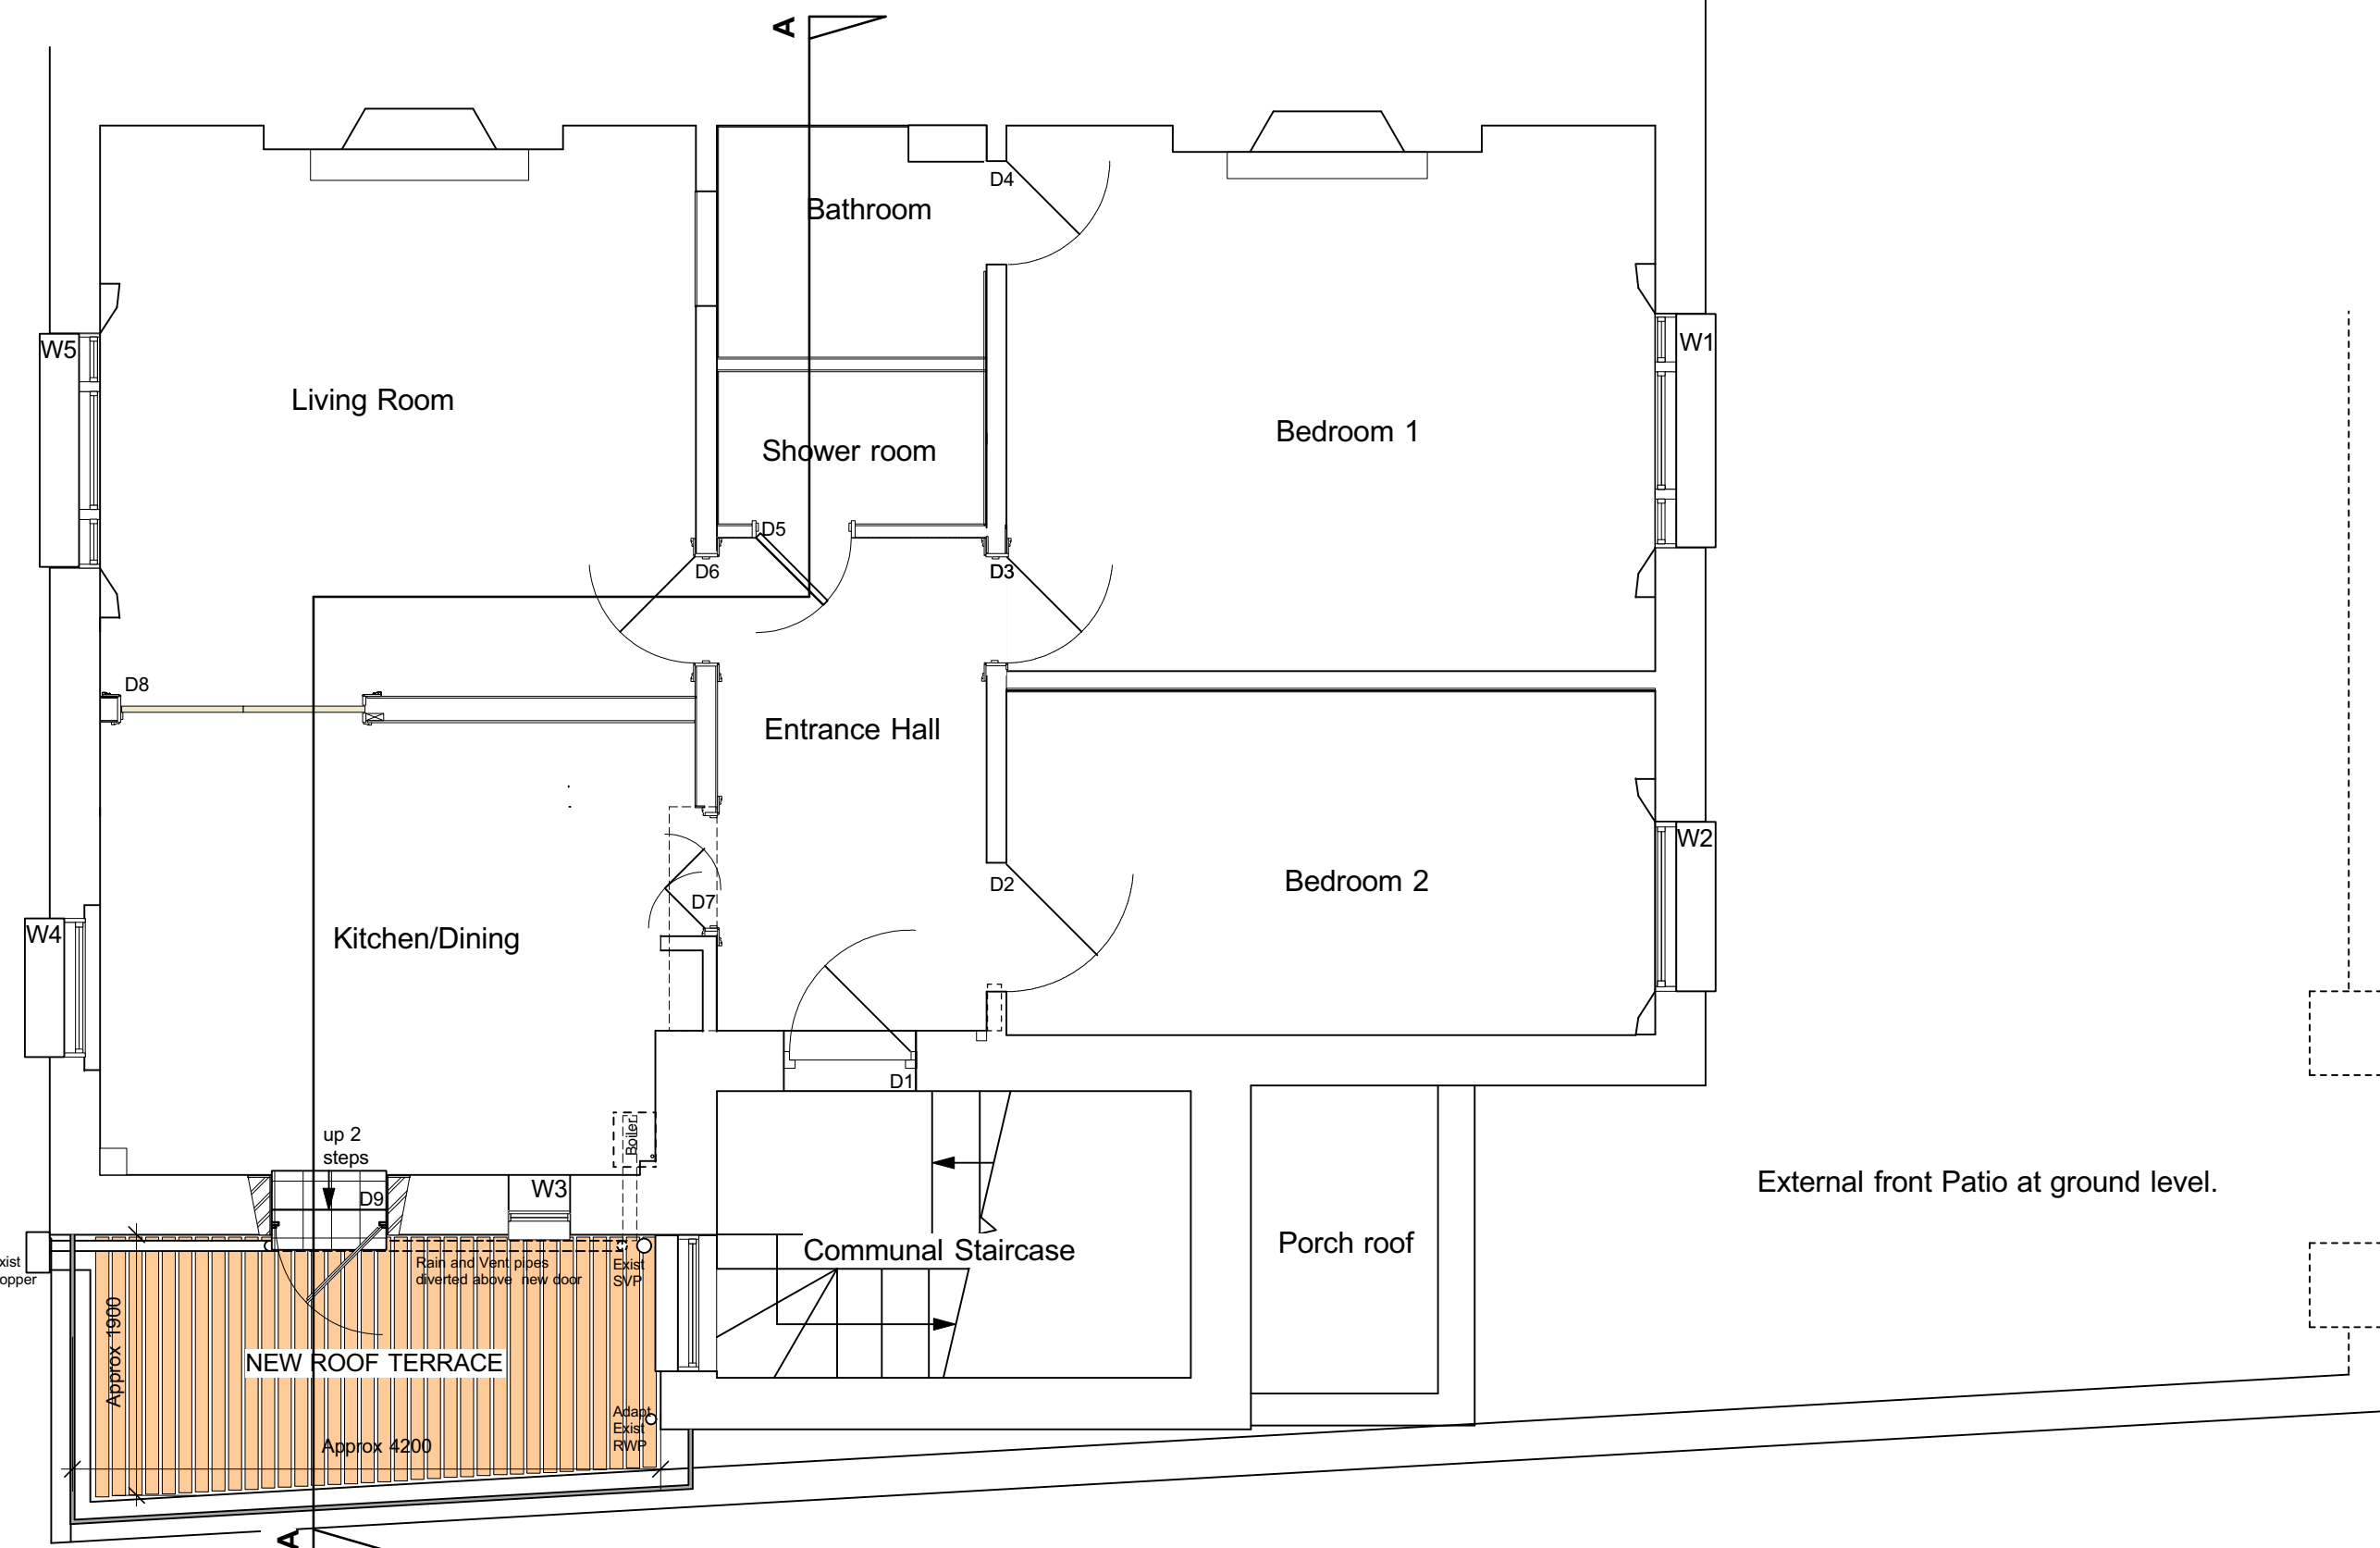 A
D4
Bathroom
W5
W1
Living Room
Bedroom 1
Shower room
D5
D6
D3
D8
Entrance Hall
W2
D2
Bedroom 2
D7
W4
Kitchen/Dining
D1
up 2
steps
Boiler
D9
W3
External front Patio at ground level.
Communal Staircase
Porch roof
xist
opper
Rain and Vent pipes
diverted above new door
Exist
SVP
Approx 1900
NEW ROOF TERRACE
Adapt
Exist
RWP
Approx 4200
A